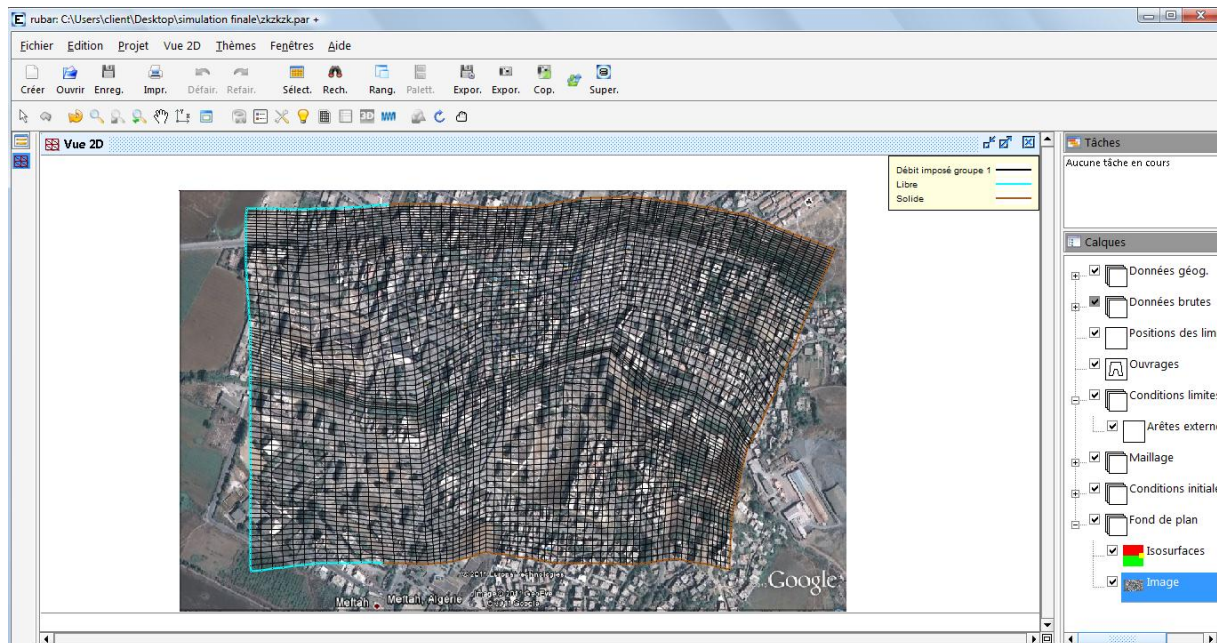 rubar: C:\Users\client\Desktop\simulation finale\zkzkzk.par +
Fichier Edition Projet Vue 2D Thèmes Fenêtres Aide
Créer Ouvrir Enreg. Impr. Défair. Refair. Sélect. Rech. Rang. Palett. Expor. Expor. Cop. Super.
Vue 2D
Débit imposé groupe 1
Libre
Solide
Google
Meftah
Meftah, Algérie
Tâches
Aucune tâche en cours
Calques
Données géog.
Données brutes
Positions des lim
Ouvrages
Conditions limites
Arêtes externe
Maillage
Conditions initiale
Fond de plan
Isosurfaces
Image